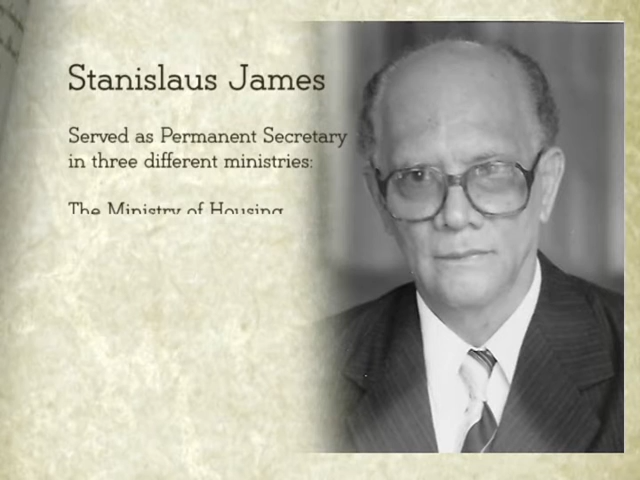 Stanislaus James
Served as Permanent Secretary
in three different ministries:
The Ministry of Housing